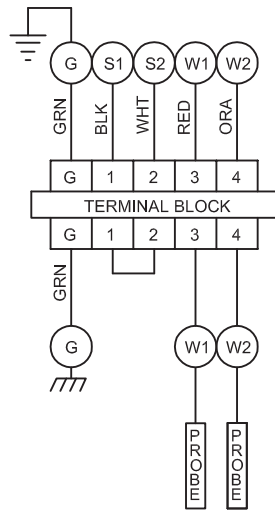 G S1 S2 W1 W2
GRN BLK WHT RED ORA
G 1 2 3 4
TERMINAL BLOCK
G 1 2 3 4
GRN
G W1 W2
PROBE PROBE